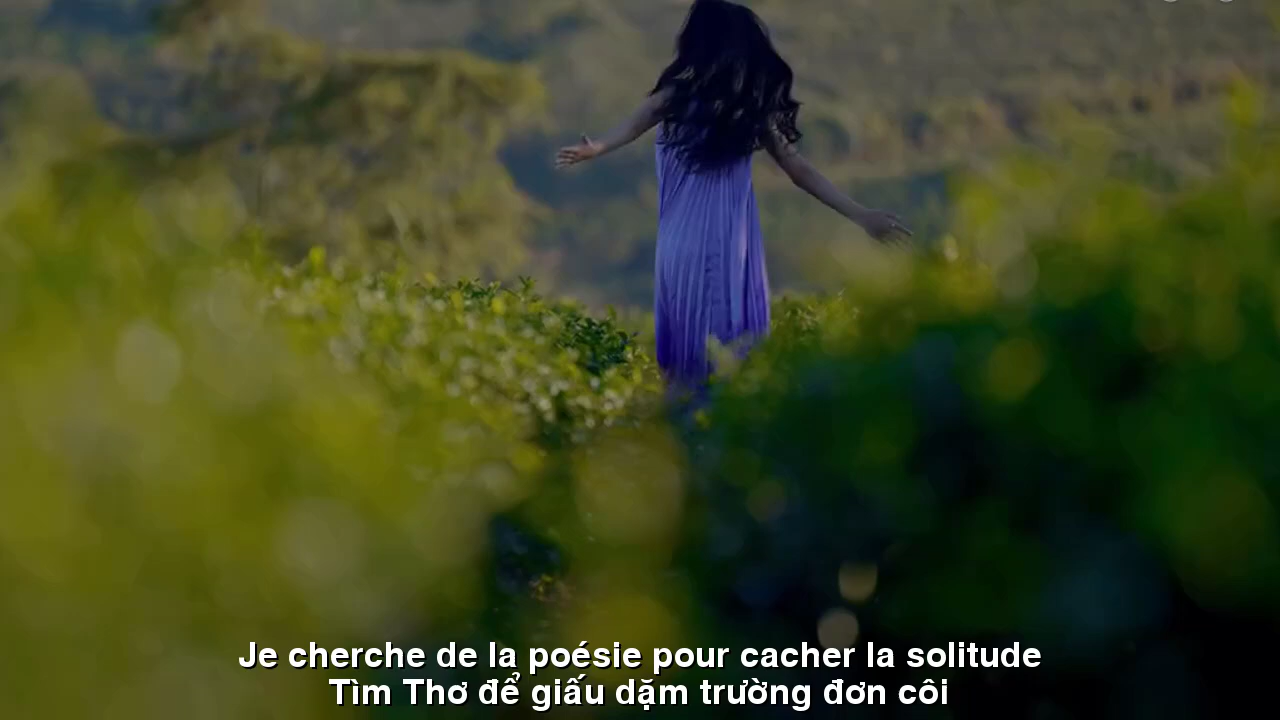 Je cherche de la poésie pour cacher la solitude
Tìm Thơ để giấu dặm trường đơn côi